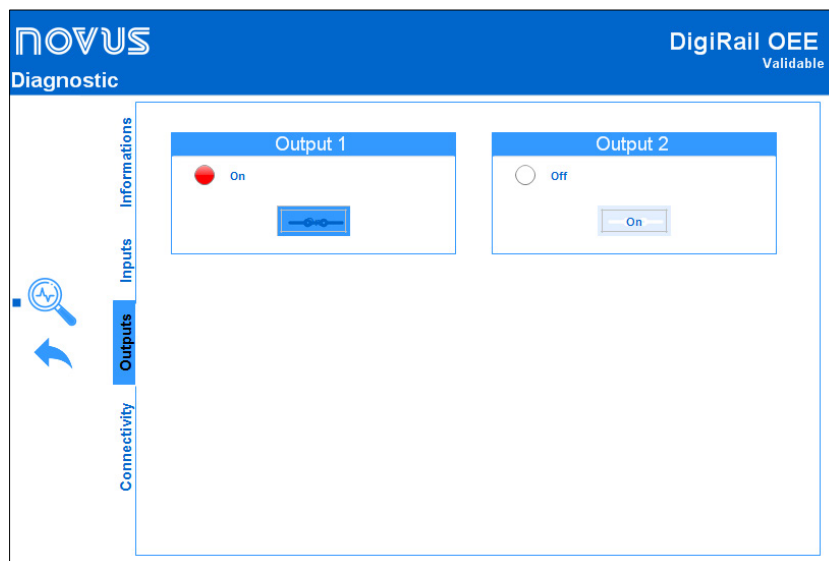 novus
DigiRail OEE
Validable
Diagnostic
Informations
Inputs
Outputs
Connectivity
Output 1
On
Output 2
Off
On